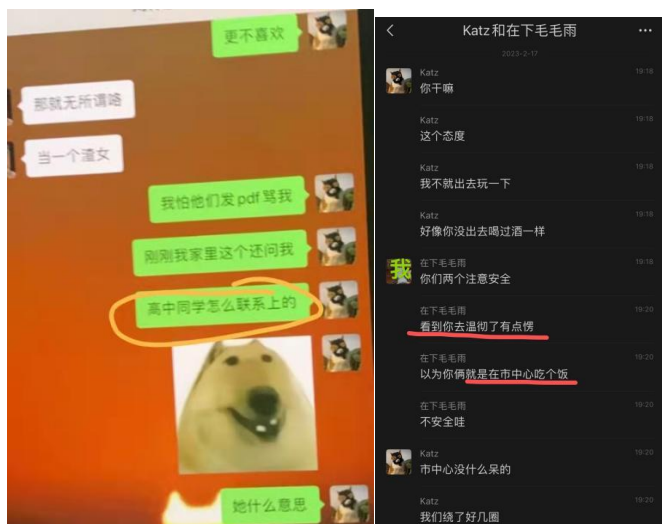 更不喜欢
那就无所谓咯
当一个渣女
我怕他们发pdf骂我
刚刚我家里这个还问我
高中同学怎么联系上的
她什么意思
Katz和在下毛毛雨
2023-2-17
Katz 19:18
你干嘛
Katz 19:18
这个态度
Katz 19:18
我不就出去玩一下
Katz 19:18
好像你没出去喝过酒一样
我
在下毛毛雨 19:18
你们两个注意安全
在下毛毛雨 19:20
看到你去温彻了有点愣
在下毛毛雨 19:20
以为你俩就是在市中心吃个饭
在下毛毛雨 19:20
不安全哇
Katz 19:20
市中心没什么呆的
Katz 19:20
我们绕了好几圈